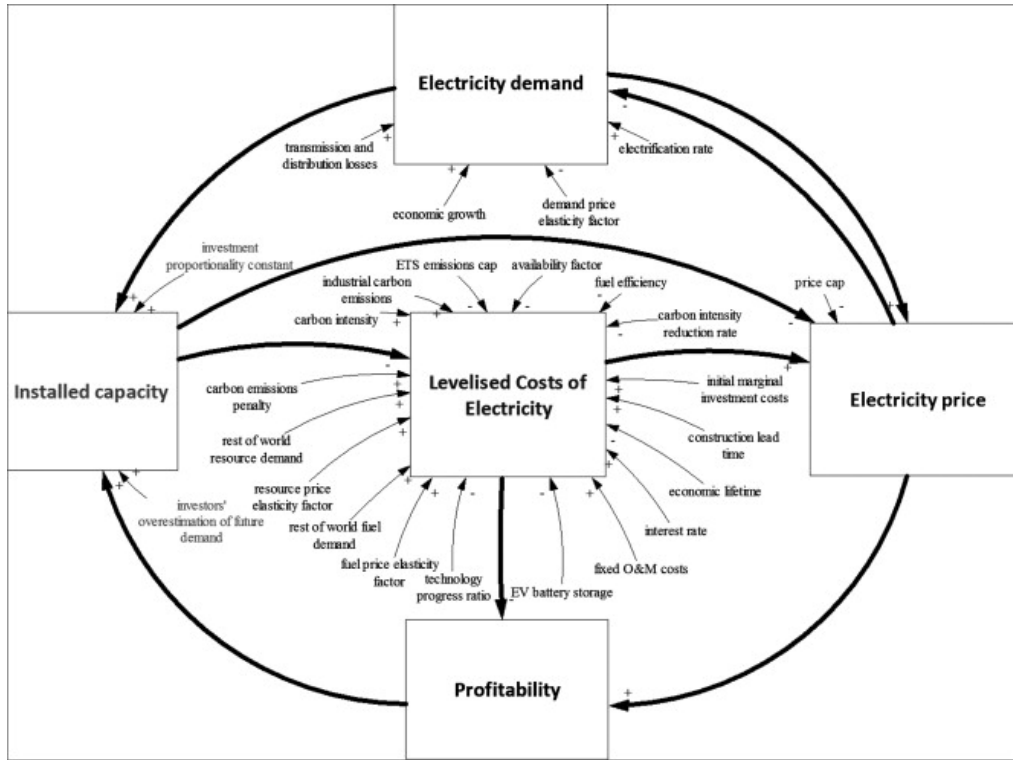 Electricity demand
transmission and
distribution losses
electrification rate
economic growth
demand price
elasticity factor
investment
proportionality constant
ETS emissions cap
availability factor
industrial carbon
emissions
fuel efficiency
price cap
carbon intensity
carbon intensity
reduction rate
Installed capacity
Levelised Costs of
Electricity
Electricity price
carbon emissions
penalty
initial marginal
investment costs
rest of world
resource demand
construction lead
time
resource price
elasticity factor
economic lifetime
investors'
overestimation of future
demand
rest of world fuel
demand
interest rate
fuel price elasticity
factor
technology
progress ratio
EV battery storage
fixed O&M costs
Profitability